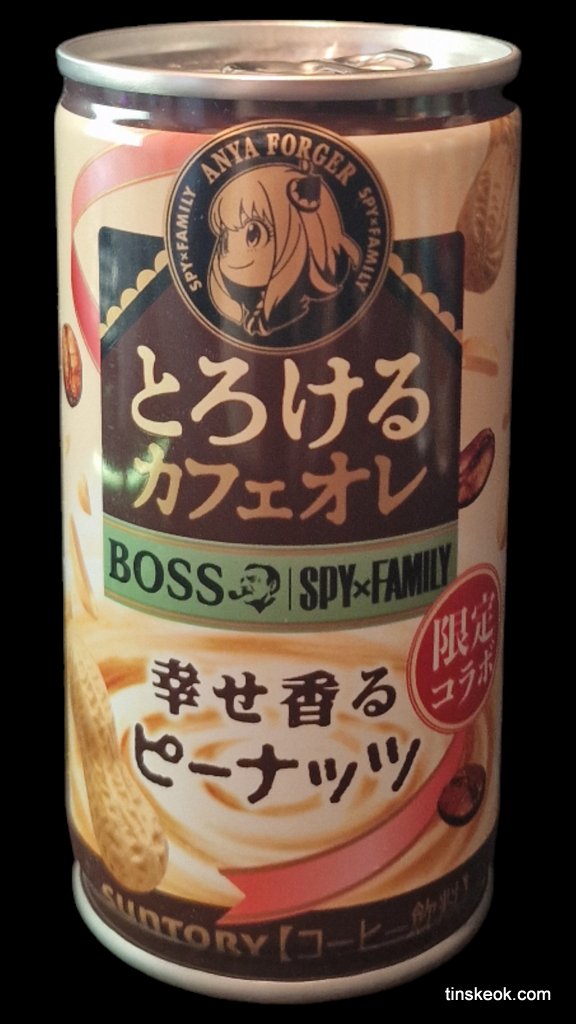 ANYA FORGER
SPY×FAMILY
SPY×FAMILY
とろける
カフェオレ
BOSS
SPY×FAMILY
限定
コラボ
幸せ香る
ピーナッツ
SUNTORY【コーヒー飲料】
tinskeok.com